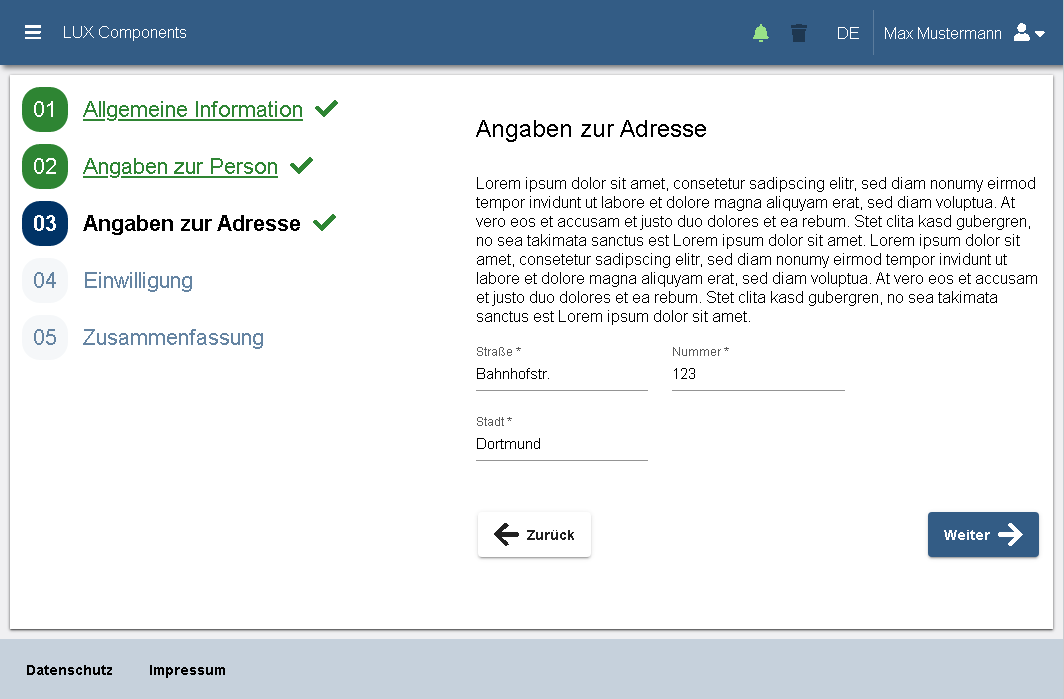 LUX Components
DE
Max Mustermann
01 Allgemeine Information
02 Angaben zur Person
03 Angaben zur Adresse
04 Einwilligung
05 Zusammenfassung
Angaben zur Adresse
Lorem ipsum dolor sit amet, consetetur sadipscing elitr, sed diam nonumy eirmod
tempor invidunt ut labore et dolore magna aliquyam erat, sed diam voluptua. At
vero eos et accusam et justo duo dolores et ea rebum. Stet clita kasd gubergren,
no sea takimata sanctus est Lorem ipsum dolor sit amet. Lorem ipsum dolor sit
amet, consetetur sadipscing elitr, sed diam nonumy eirmod tempor invidunt ut
labore et dolore magna aliquyam erat, sed diam voluptua. At vero eos et accusam
et justo duo dolores et ea rebum. Stet clita kasd gubergren, no sea takimata
sanctus est Lorem ipsum dolor sit amet.
Straße * Nummer *
Bahnhofstr. 123
Stadt *
Dortmund
Zurück
Weiter
Datenschutz Impressum